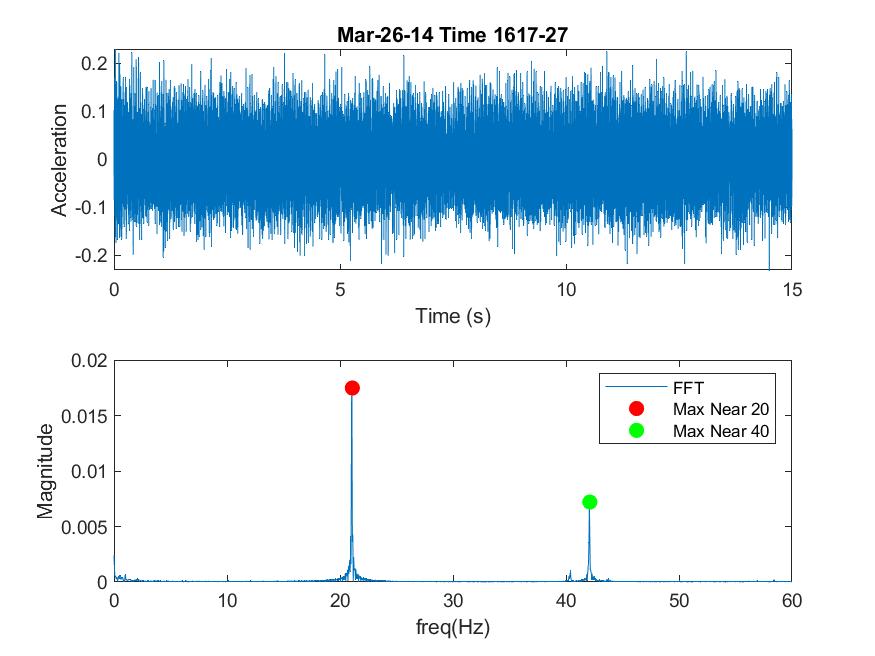 Mar-26-14 Time 1617-27
0.2
0.1
0
-0.1
-0.2
Acceleration
0 5 10 15
Time (s)
0.02
0.015
0.01
0.005
0
Magnitude
FFT
Max Near 20
Max Near 40
0 10 20 30 40 50 60
freq(Hz)